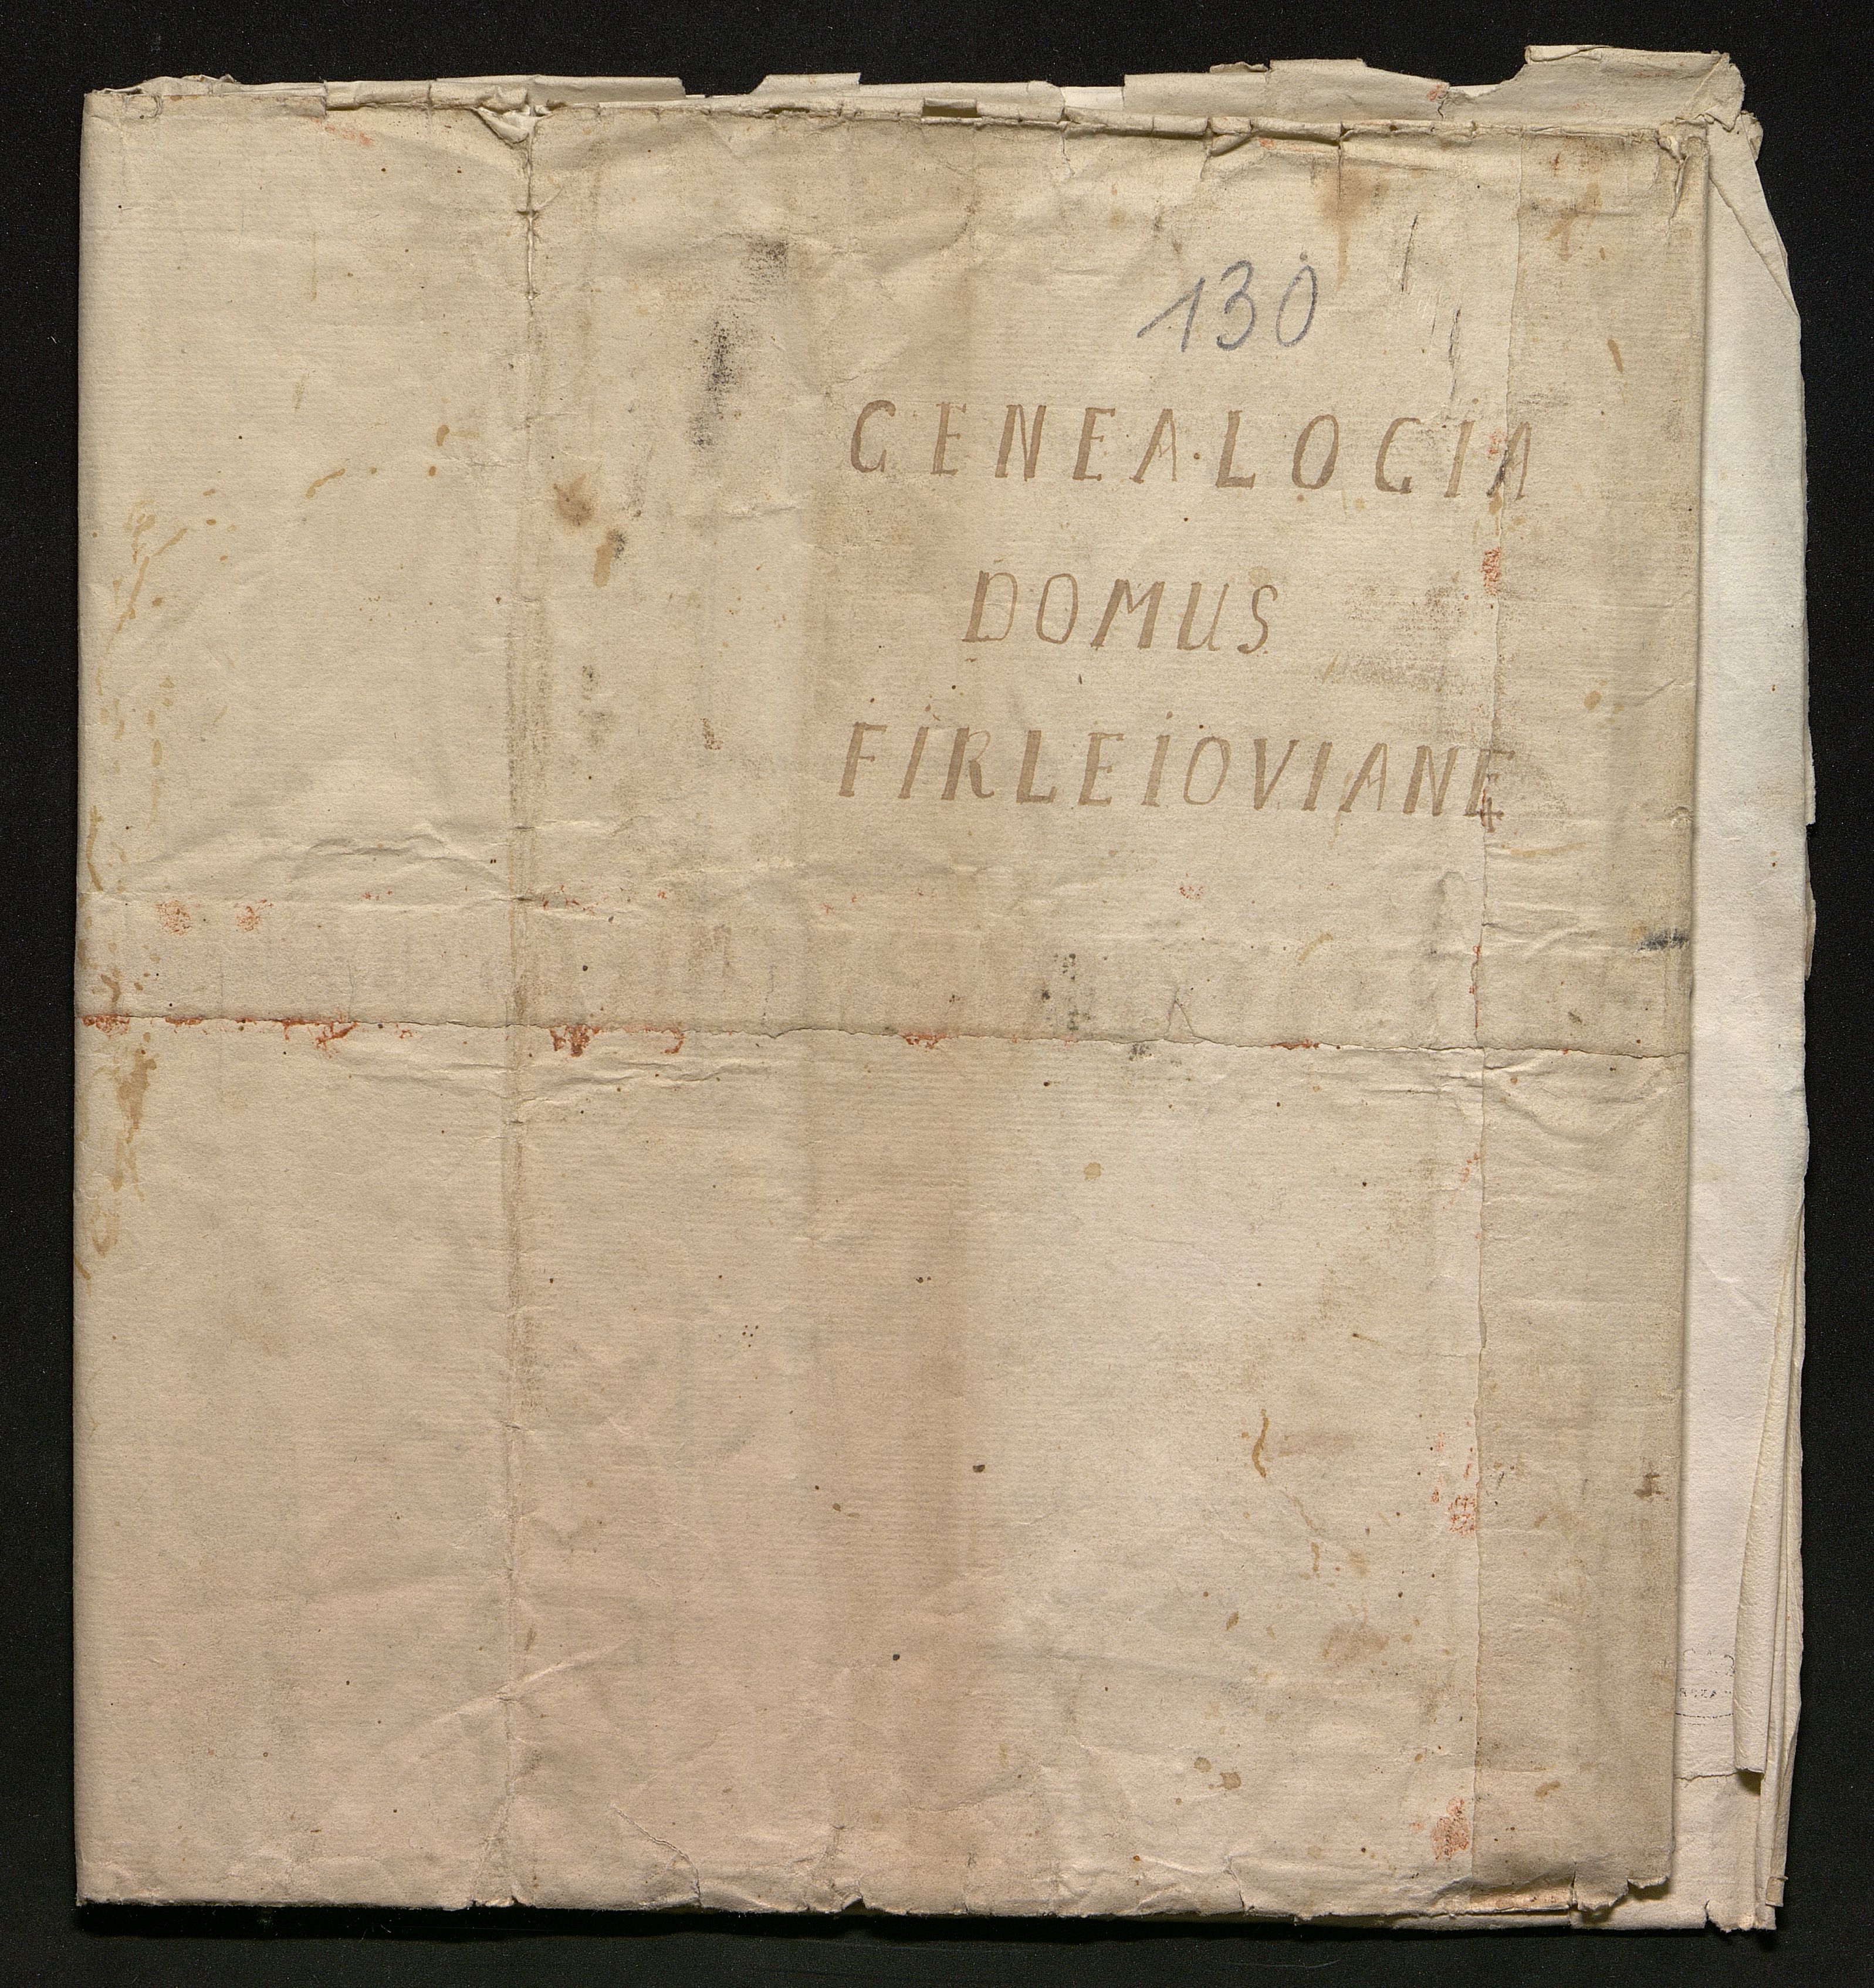 130
GENEALOGIA
DOMUS
FIRLEIOVIANE